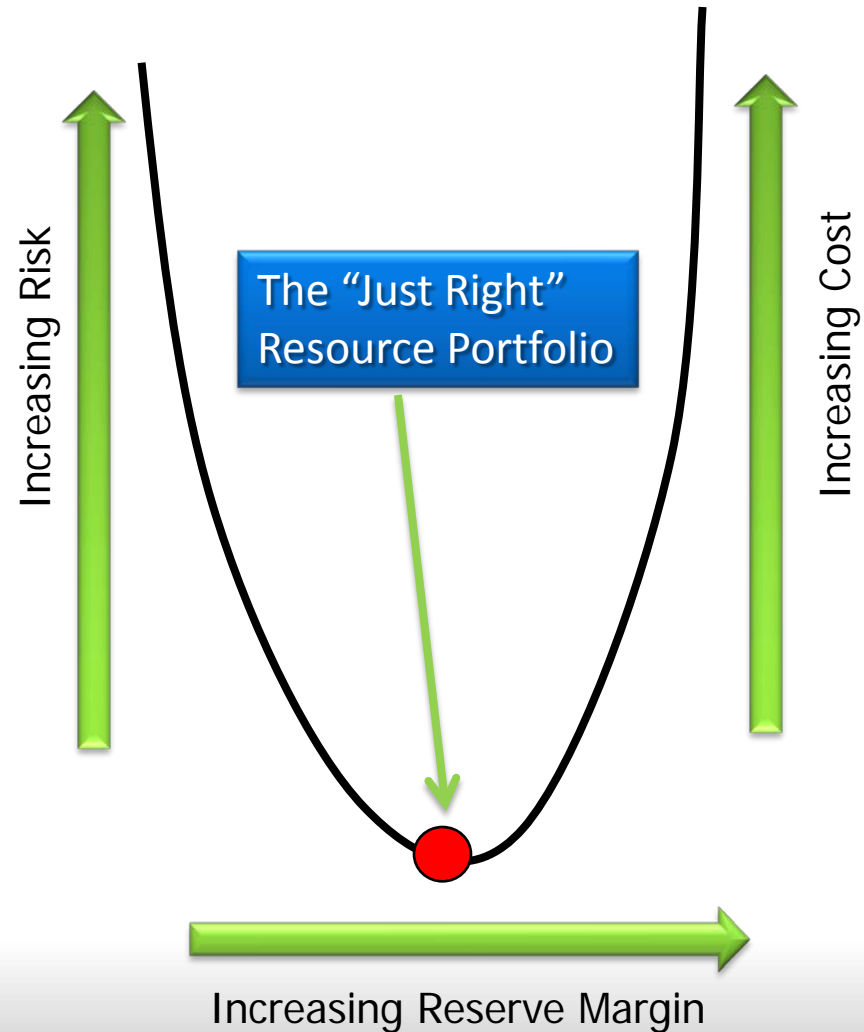 Increasing Risk
The “Just Right”
Resource Portfolio
Increasing Cost
Increasing Reserve Margin